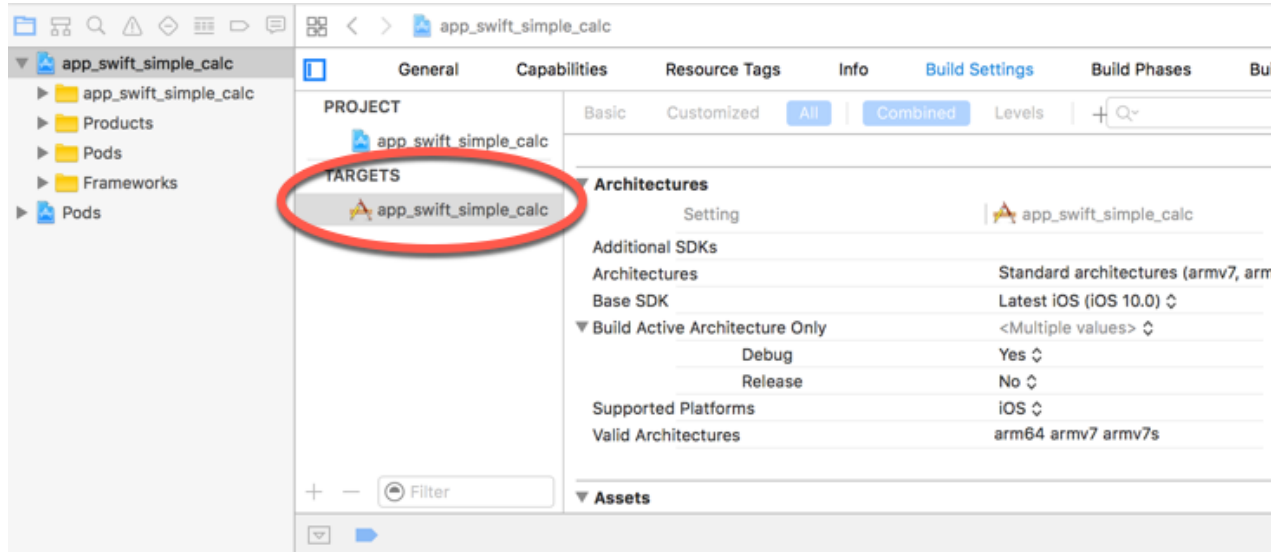 app_swift_simple_calc
General Capabilities Resource Tags Info Build Settings Build Phases Bu
app_swift_simple_calc
app_swift_simple_calc
Products
Pods
Frameworks
Pods
PROJECT
app_swift_simple_calc
TARGETS
app_swift_simple_calc
Filter
Basic Customized All Combined Levels
Architectures
Setting app_swift_simple_calc
Additional SDKs
Architectures Standard architectures (armv7, arm
Base SDK Latest iOS (iOS 10.0)
Build Active Architecture Only <Multiple values>
Debug Yes
Release No
Supported Platforms iOS
Valid Architectures arm64 armv7 armv7s
Assets